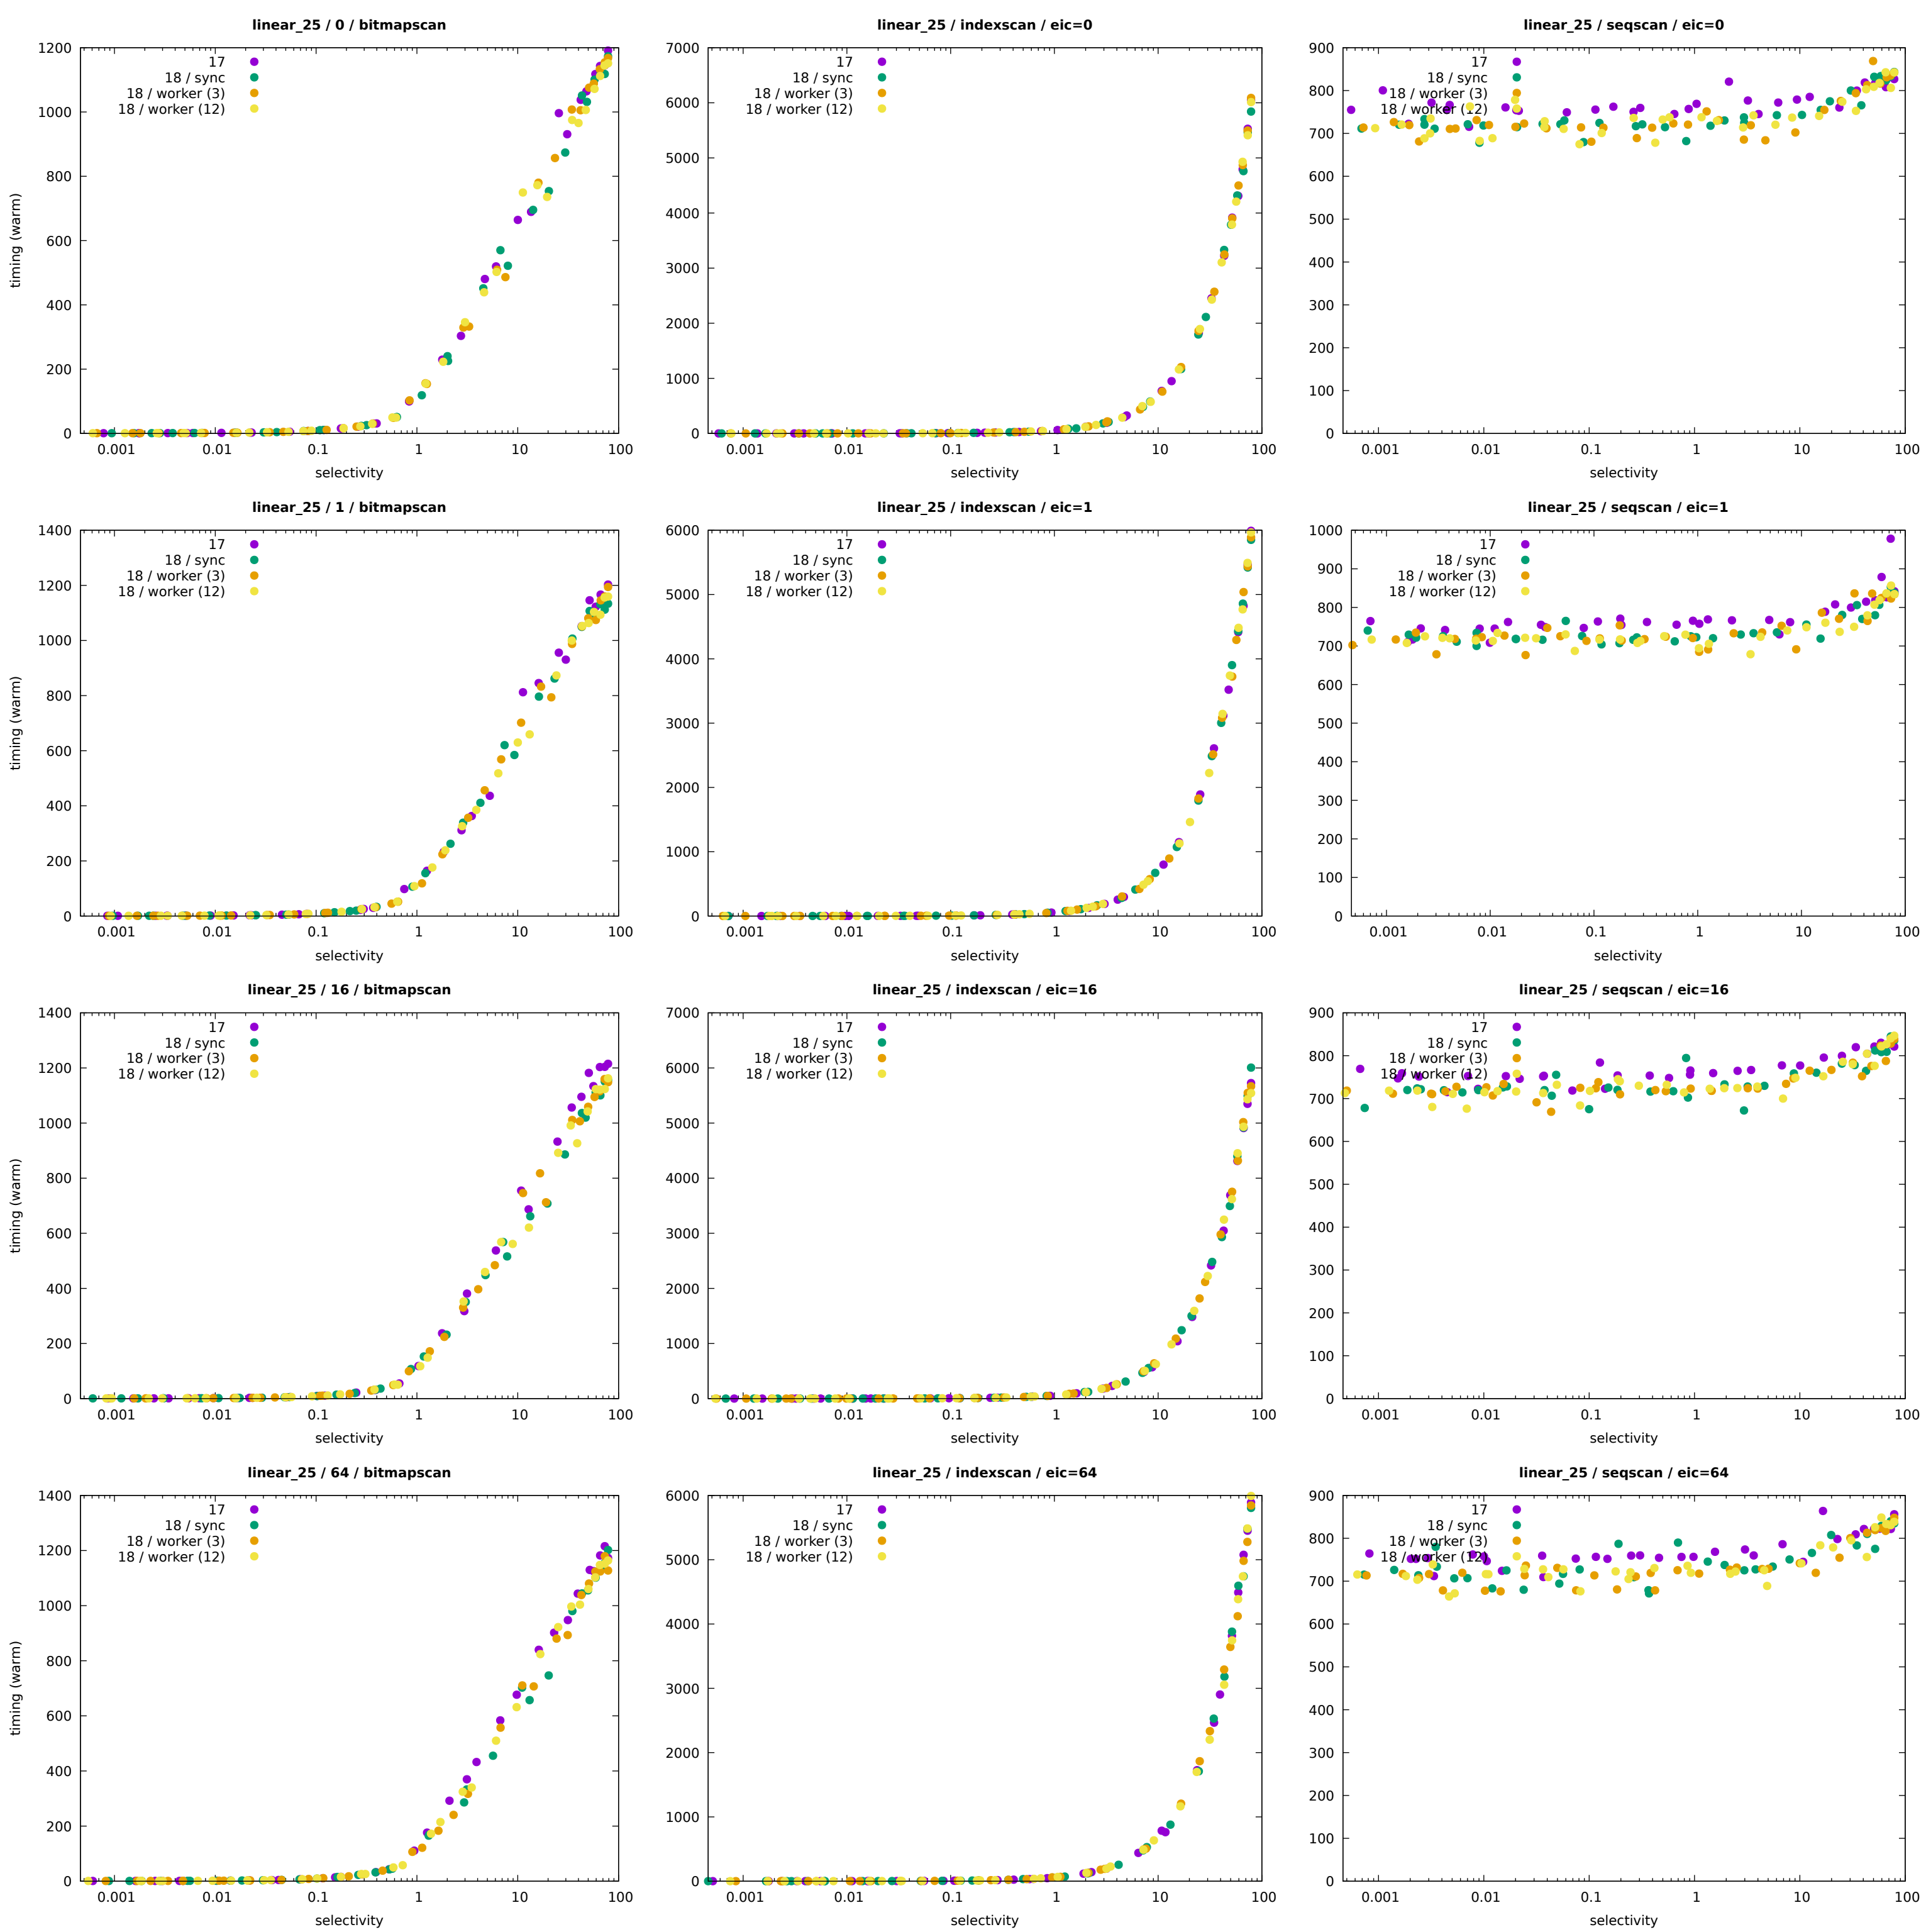 linear_25 / 0 / bitmapscan
1200
1000
800
600
400
200
0
timing (warm)
17
18 / sync
18 / worker (3)
18 / worker (12)
0.001 0.01 0.1 1 10 100
selectivity
linear_25 / indexscan / eic=0
7000
6000
5000
4000
3000
2000
1000
0
17
18 / sync
18 / worker (3)
18 / worker (12)
0.001 0.01 0.1 1 10 100
selectivity
linear_25 / seqscan / eic=0
900
800
700
600
500
400
300
200
100
0
17
18 / sync
18 / worker (3)
18 / worker (12)
0.001 0.01 0.1 1 10 100
selectivity
linear_25 / 1 / bitmapscan
1400
1200
1000
800
600
400
200
0
timing (warm)
17
18 / sync
18 / worker (3)
18 / worker (12)
0.001 0.01 0.1 1 10 100
selectivity
linear_25 / indexscan / eic=1
6000
5000
4000
3000
2000
1000
0
17
18 / sync
18 / worker (3)
18 / worker (12)
0.001 0.01 0.1 1 10 100
selectivity
linear_25 / seqscan / eic=1
1000
900
800
700
600
500
400
300
200
100
0
17
18 / sync
18 / worker (3)
18 / worker (12)
0.001 0.01 0.1 1 10 100
selectivity
linear_25 / 16 / bitmapscan
1400
1200
1000
800
600
400
200
0
timing (warm)
17
18 / sync
18 / worker (3)
18 / worker (12)
0.001 0.01 0.1 1 10 100
selectivity
linear_25 / indexscan / eic=16
7000
6000
5000
4000
3000
2000
1000
0
17
18 / sync
18 / worker (3)
18 / worker (12)
0.001 0.01 0.1 1 10 100
selectivity
linear_25 / seqscan / eic=16
900
800
700
600
500
400
300
200
100
0
17
18 / sync
18 / worker (3)
18 / worker (12)
0.001 0.01 0.1 1 10 100
selectivity
linear_25 / 64 / bitmapscan
1400
1200
1000
800
600
400
200
0
timing (warm)
17
18 / sync
18 / worker (3)
18 / worker (12)
0.001 0.01 0.1 1 10 100
selectivity
linear_25 / indexscan / eic=64
6000
5000
4000
3000
2000
1000
0
17
18 / sync
18 / worker (3)
18 / worker (12)
0.001 0.01 0.1 1 10 100
selectivity
linear_25 / seqscan / eic=64
900
800
700
600
500
400
300
200
100
0
17
18 / sync
18 / worker (3)
18 / worker (12)
0.001 0.01 0.1 1 10 100
selectivity